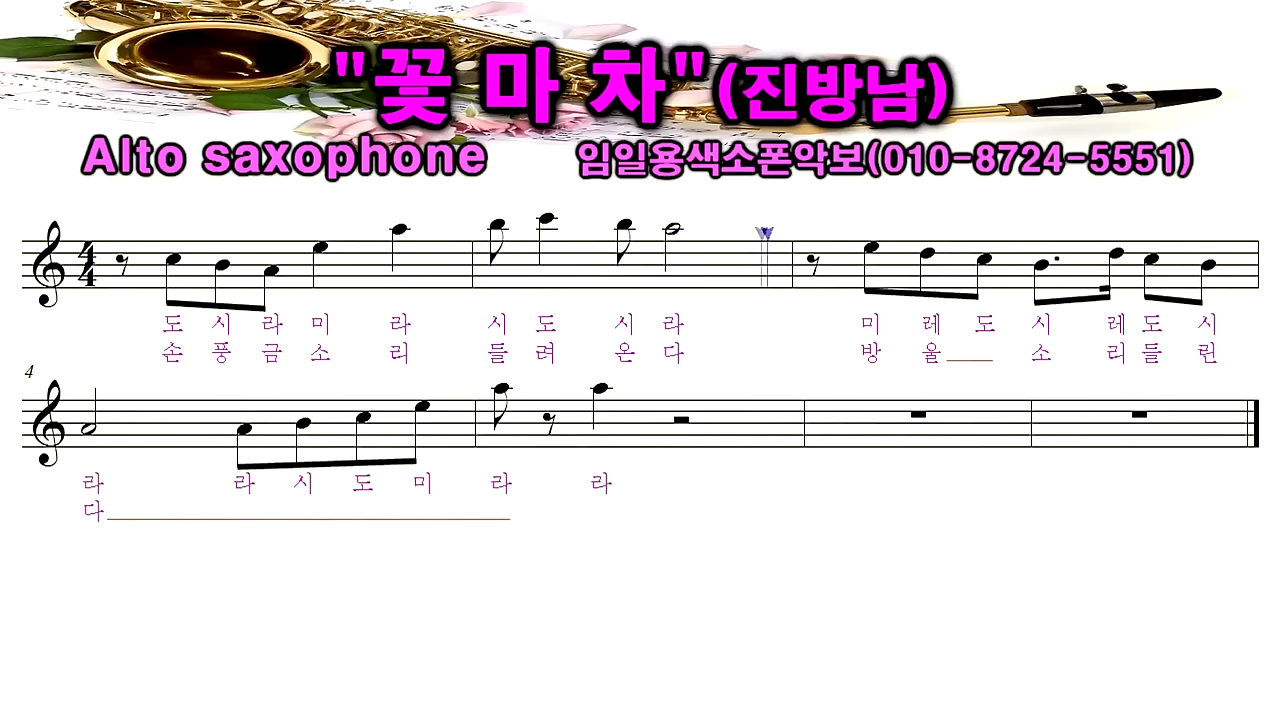 "꽃 마 차"(진방남)
Alto saxophone 임일용색소폰악보(010-8724-5551)
4 4
도 시 라 미 라 시 도 시 라 미 레 도 시 레 도 시
손 풍 금 소 리 들 려 온 다 방 울 소 리 들 린
4
라 라 시 도 미 라 라
다